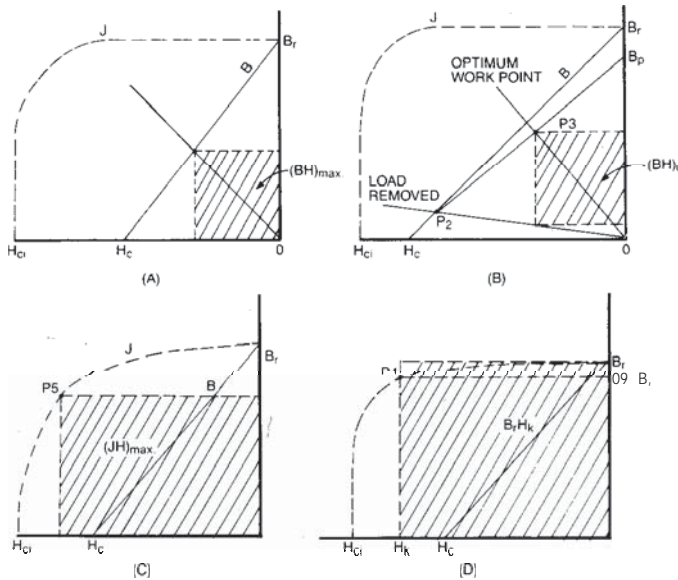 J
B
Br
(BH)max.
Hci
Hc
0
(A)
J
OPTIMUM
WORK POINT
B
Br
Bp
P3
(BH)
LOAD
REMOVED
P2
Hci
Hc
0
(B)
J
Br
P5
B
(JH)max.
Hci
Hc
[C]
Br
09 B,
BrHk
Hci
Hk
Hc
[D]